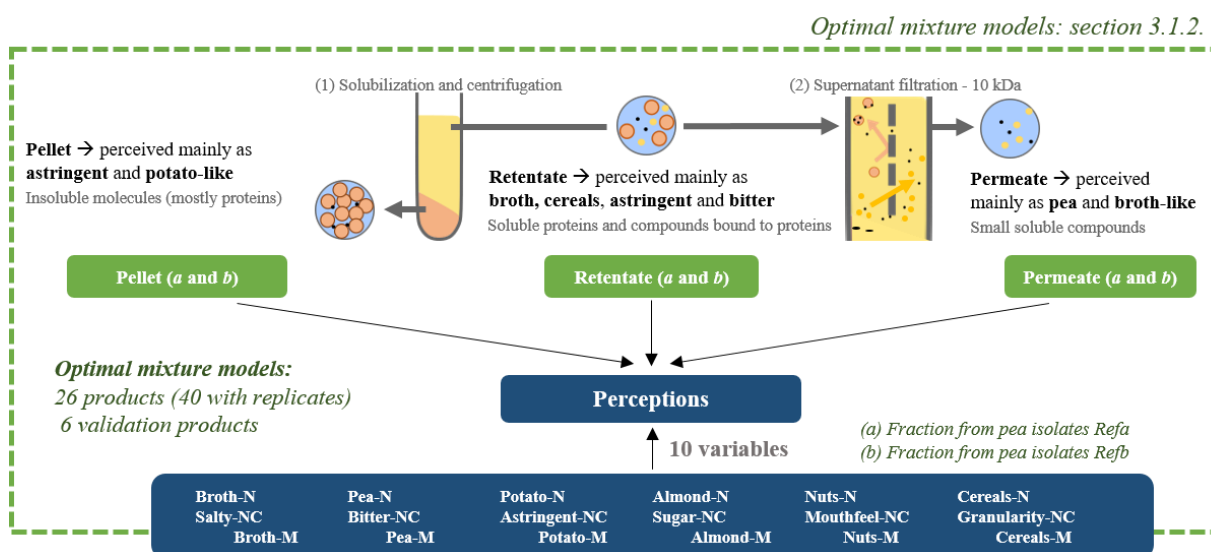 Optimal mixture models: section 3.1.2.
(1) Solubilization and centrifugation
(2) Supernatant filtration - 10 kDa
Pellet → perceived mainly as
astringent and potato-like
Insoluble molecules (mostly proteins)
Retentate → perceived mainly as
broth, cereals, astringent and bitter
Soluble proteins and compounds bound to proteins
Permeate → perceived
mainly as pea and broth-like
Small soluble compounds
Pellet (a and b)
Retentate (a and b)
Permeate (a and b)
Optimal mixture models:
26 products (40 with replicates)
6 validation products
Perceptions
10 variables
(a) Fraction from pea isolates Refa
(b) Fraction from pea isolates Refb
Broth-N Pea-N Potato-N Almond-N Nuts-N Cereals-N
Salty-NC Bitter-NC Astringent-NC Sugar-NC Mouthfeel-NC Granularity-NC
Broth-M Pea-M Potato-M Almond-M Nuts-M Cereals-M